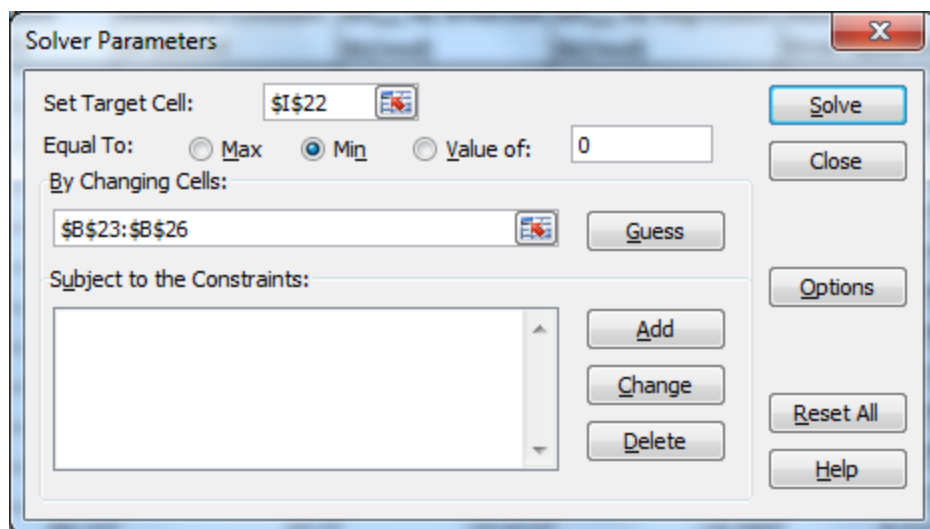 Solver Parameters
Set Target Cell: $I$22 Solve
Equal To: Max Min Value of: 0 Close
By Changing Cells:
$B$23:$B$26 Guess
Subject to the Constraints: Options
Add
Change
Reset All
Delete
Help